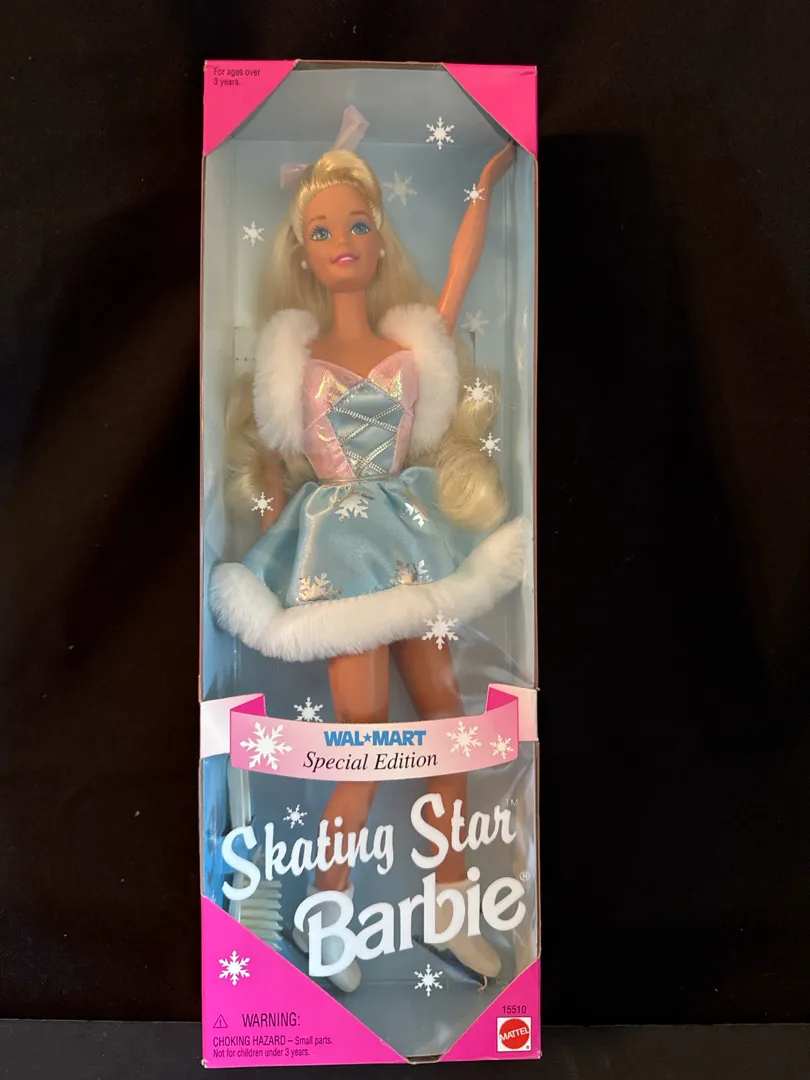 For ages over
3 years.
WAL★MART
Special Edition
Skating Star™
Barbie®
15510
MATTEL
⚠ WARNING:
CHOKING HAZARD – Small parts.
Not for children under 3 years.